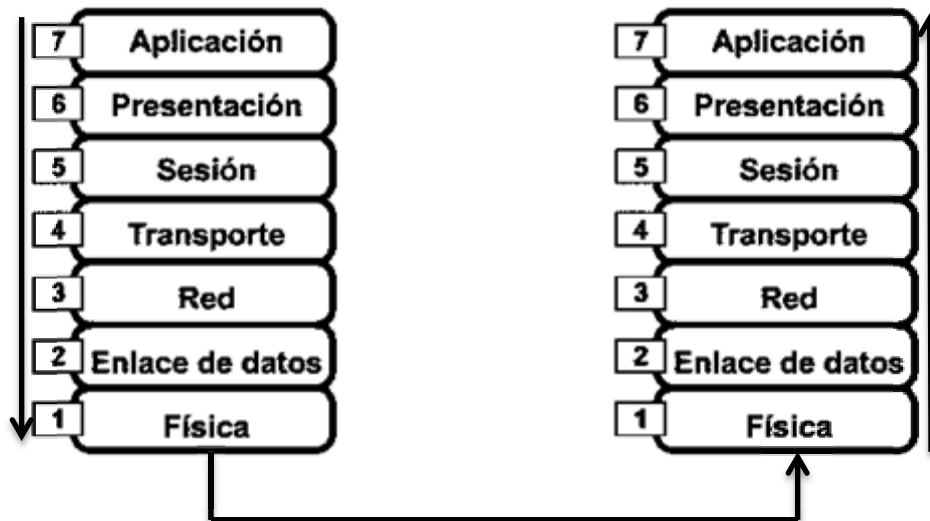 7 Aplicación
6 Presentación
5 Sesión
4 Transporte
3 Red
2 Enlace de datos
1 Física
7 Aplicación
6 Presentación
5 Sesión
4 Transporte
3 Red
2 Enlace de datos
1 Física